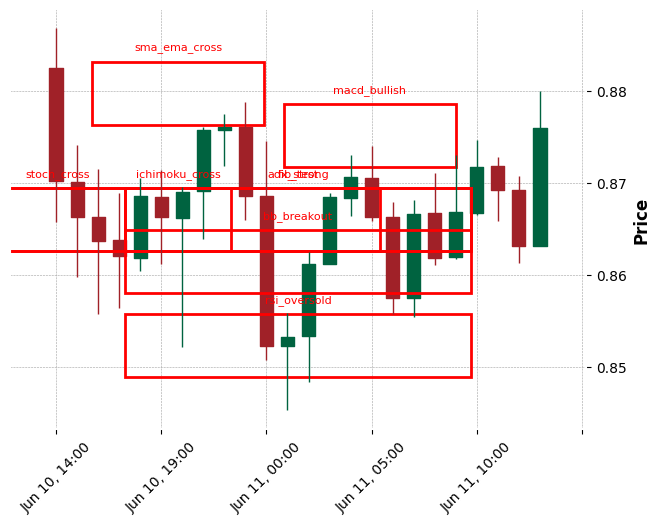 sma_ema_cross
macd_bullish
stoch_cross
ichimoku_cross
adx_strong
fib_breakout
rsi_oversold
0.88
0.87
0.86
0.85
Price
Jun 10, 14:00
Jun 10, 19:00
Jun 11, 00:00
Jun 11, 05:00
Jun 11, 10:00